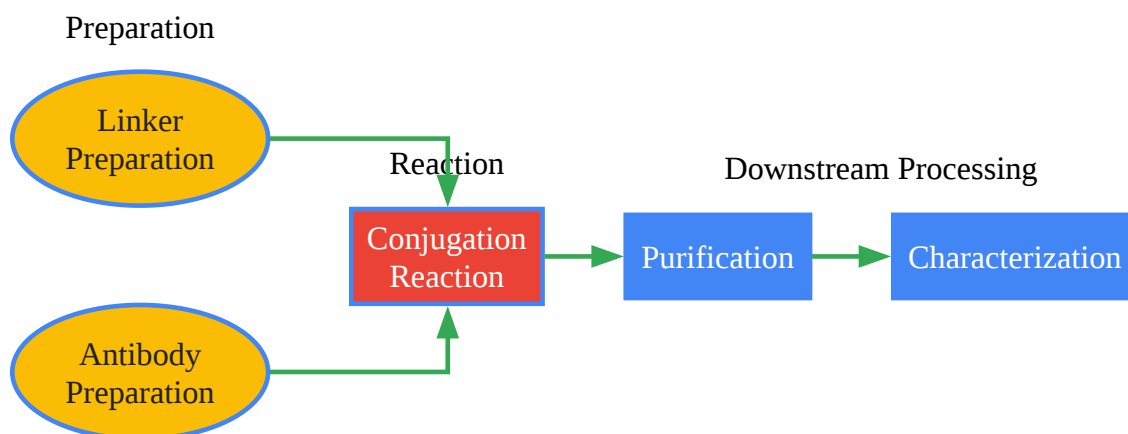 Preparation
Linker
Preparation
Reaction
Downstream Processing
Conjugation
Reaction
Purification
Characterization
Antibody
Preparation